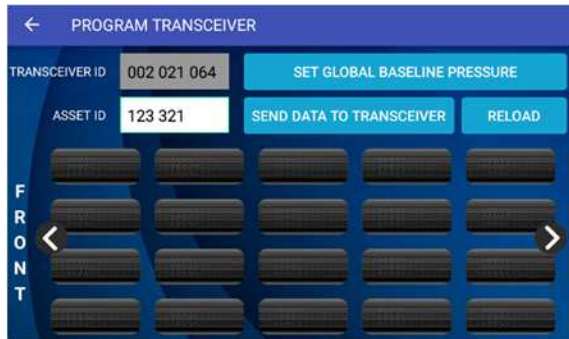 PROGRAM TRANSCEIVER
TRANSCEIVER ID 002 021 064 SET GLOBAL BASELINE PRESSURE
ASSET ID 123 321 SEND DATA TO TRANSCEIVER RELOAD
F
R
O
N
T